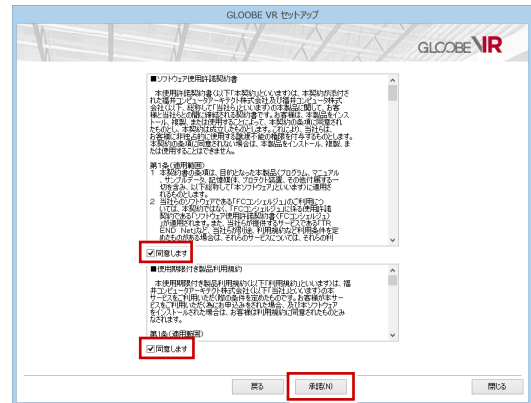 GLOOBE VR セットアップ
GLOOBE VR
■ソフトウェア使用許諾契約書
本使用許諾契約書(以下「本契約」といいます)は、本契約が添付さ
れた福井コンピュータアーキテクト株式会社及び福井コンピュータ株式
会社(以下、総称して「当社ら」といいます)の本製品に関して、お客
様と当社らとの間に締結される契約書です。お客様は、本製品をインス
トール、複製、または使用することによって、本契約の条項に同意され
たものとし、本契約は成立したものとします。これにより、当社らは、
お客様に非独占的に使用する譲渡不能の権限を付与するものとします。
本契約の条項に同意されない場合は、本製品をインストール、複製、ま
たは使用することはできません。
第1条(適用範囲)
1 本契約書の条項は、目的となった本製品(プログラム、マニュアル
、サンプルデータ、記憶媒体、プロテクト装置、その他付属する一
切を含み、以下総称して「本ソフトウェア」といいます)に適用さ
れるものとします。
2 当社らのソフトウェアである「FCコンシェルジュ」のご利用につ
いては、本契約ではなく、「FCコンシェルジュ」に係る使用許諾
契約である「ソフトウェア使用許諾契約書(FCコンシェルジュ)
」が適用されます。また、当社らが提供するサービスである「TR
END Net」など、当社らが別途、利用規約など利用条件を定
めたものがある場合は、それらのサービスについては、それらの利
同意します
■使用期限付き製品利用規約
本使用期限付き製品利用規約(以下「利用規約」といいます)は、福
井コンピュータアーキテクト株式会社(以下「当社」といいます)の本
サービスをご利用いただく際の条件を定めたものです。お客様が本サー
ビスをご利用いただく為にお申込みをされた場合、及び本ソフトウェア
をインストールされた場合は、お客様は利用規約に同意されたものとみ
なされます。
第1条(適用範囲)
同意します
戻る
承諾(N)
閉じる